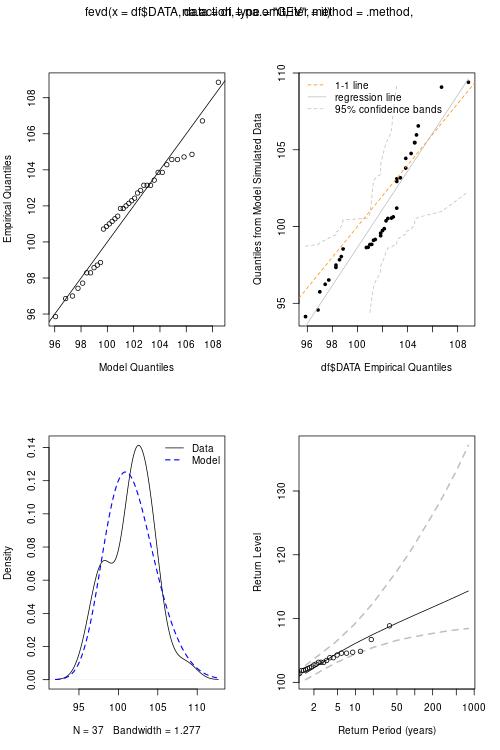 fevd(x = df$DATA, data = df, type = "GEV", method = .method,
Empirical Quantiles
108
106
104
102
100
98
96
96 98 100 102 104 106 108
Model Quantiles
Quantiles from Model Simulated Data
110
105
100
95
1-1 line
regression line
95% confidence bands
96 98 100 104 108
df$DATA Empirical Quantiles
Density
0.14
0.12
0.10
0.08
0.06
0.04
0.02
0.00
Data
Model
95 100 105 110
N = 37 Bandwidth = 1.277
Return Level
130
120
110
100
2 5 10 50 200 1000
Return Period (years)